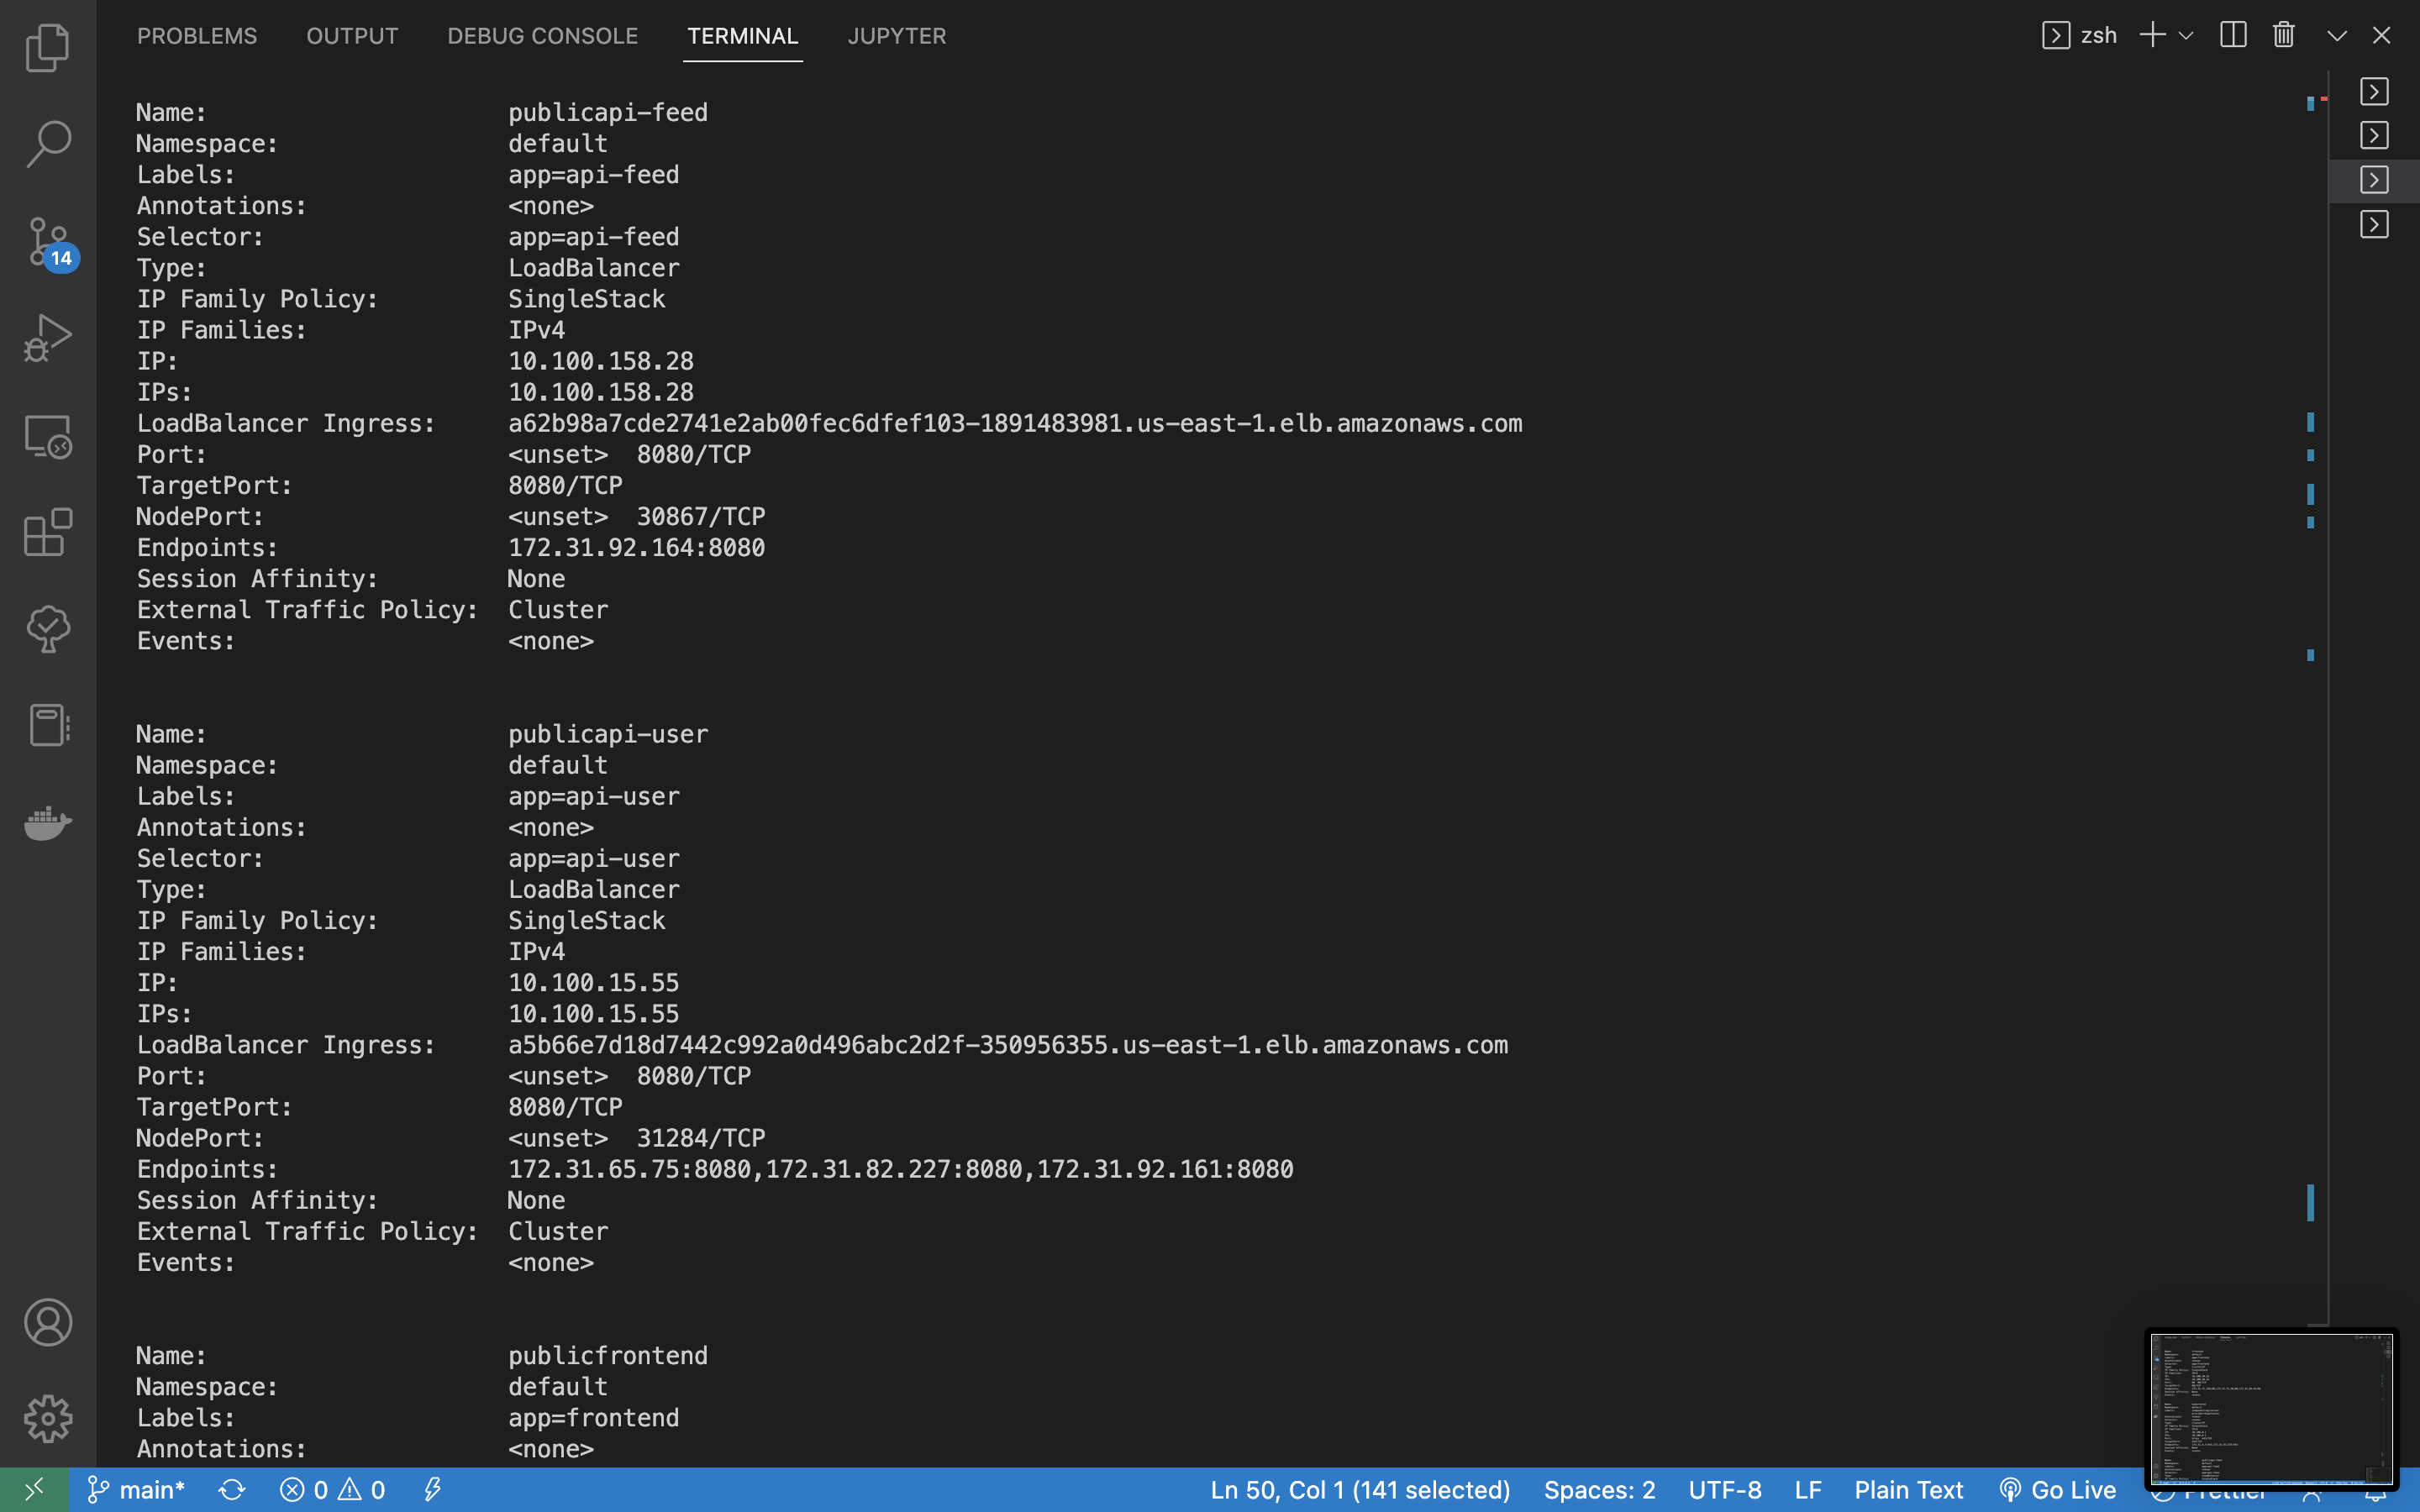 PROBLEMS OUTPUT DEBUG CONSOLE TERMINAL JUPYTER zsh
Name: publicapi-feed
Namespace: default
Labels: app=api-feed
Annotations: <none>
Selector: app=api-feed
Type: LoadBalancer
IP Family Policy: SingleStack
IP Families: IPv4
IP: 10.100.158.28
IPs: 10.100.158.28
LoadBalancer Ingress: a62b98a7cde2741e2ab00fec6dfef103-1891483981.us-east-1.elb.amazonaws.com
Port: <unset> 8080/TCP
TargetPort: 8080/TCP
NodePort: <unset> 30867/TCP
Endpoints: 172.31.92.164:8080
Session Affinity: None
External Traffic Policy: Cluster
Events: <none>
Name: publicapi-user
Namespace: default
Labels: app=api-user
Annotations: <none>
Selector: app=api-user
Type: LoadBalancer
IP Family Policy: SingleStack
IP Families: IPv4
IP: 10.100.15.55
IPs: 10.100.15.55
LoadBalancer Ingress: a5b66e7d18d7442c992a0d496abc2d2f-350956355.us-east-1.elb.amazonaws.com
Port: <unset> 8080/TCP
TargetPort: 8080/TCP
NodePort: <unset> 31284/TCP
Endpoints: 172.31.65.75:8080,172.31.82.227:8080,172.31.92.161:8080
Session Affinity: None
External Traffic Policy: Cluster
Events: <none>
Name: publicfrontend
Namespace: default
Labels: app=frontend
Annotations: <none>
14
main* 0 0 Ln 50, Col 1 (141 selected) Spaces: 2 UTF-8 LF Plain Text Go Live Prettier